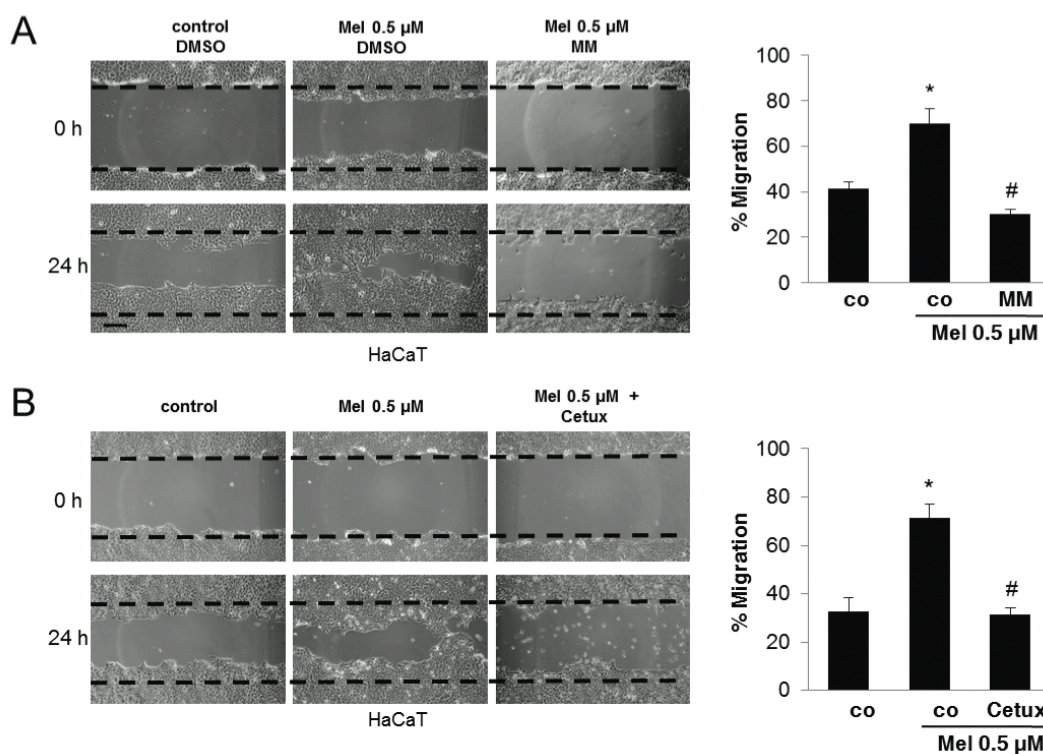 A
control
DMSO
Mel 0.5 µM
DMSO
Mel 0.5 µM
MM
0 h
24 h
HaCaT
% Migration
100
80
60
40
20
0
*
#
co
co
MM
Mel 0.5 µM
B
control
Mel 0.5 µM
Mel 0.5 µM +
Cetux
0 h
24 h
HaCaT
% Migration
100
80
60
40
20
0
*
#
co
co
Cetux
Mel 0.5 µM